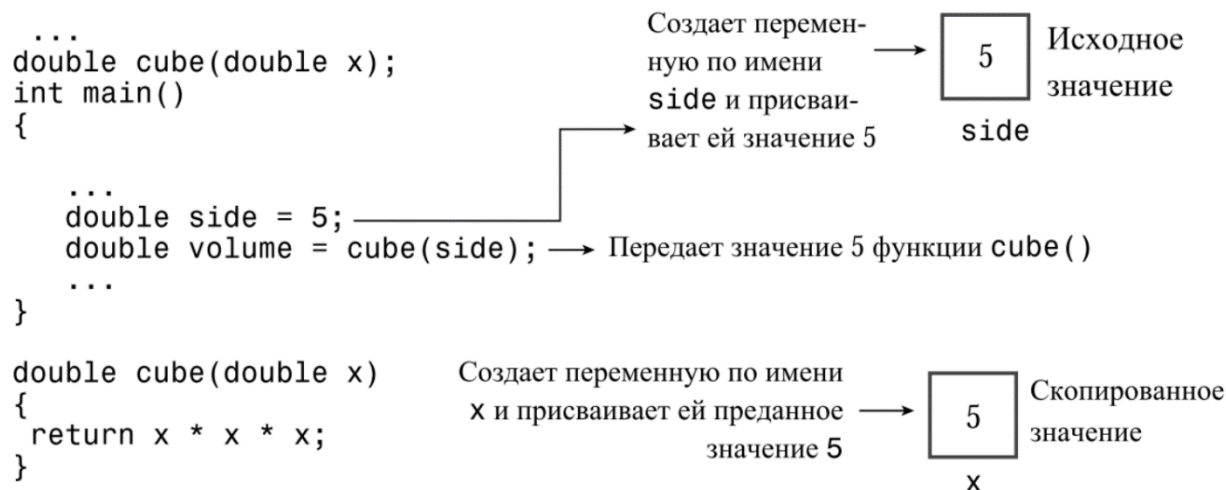 ...
double cube(double x);
int main()
{
...
double side = 5;
double volume = cube(side);
...
}
Создает перемен-
ную по имени
side и присваи-
вает ей значение 5
5
side
Исходное
значение
Передает значение 5 функции cube()
double cube(double x)
{
return x * x * x;
}
Создает переменную по имени
x и присваивает ей преданное
значение 5
5
x
Скопированное
значение